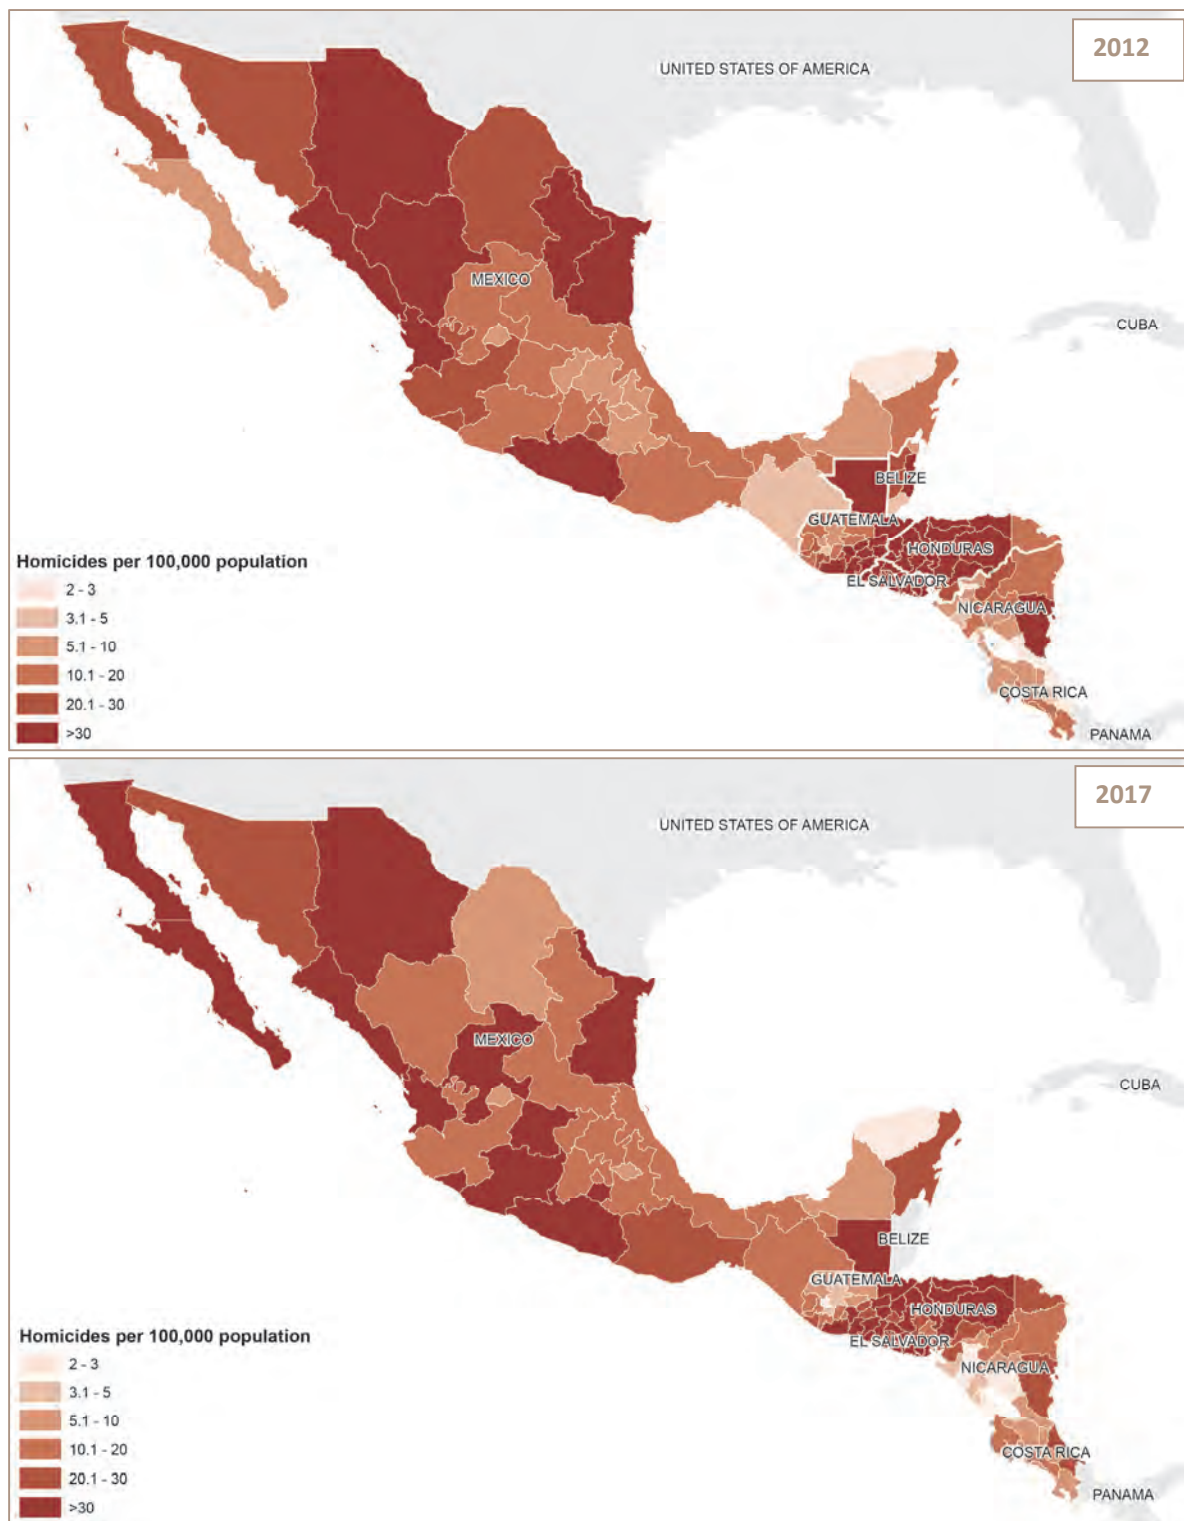 2012
UNITED STATES OF AMERICA
MEXICO
CUBA
BELIZE
GUATEMALA
HONDURAS
EL SALVADOR
NICARAGUA
COSTA RICA
PANAMA
Homicides per 100,000 population
2 - 3
3.1 - 5
5.1 - 10
10.1 - 20
20.1 - 30
>30
2017
UNITED STATES OF AMERICA
MEXICO
CUBA
BELIZE
GUATEMALA
HONDURAS
EL SALVADOR
NICARAGUA
COSTA RICA
PANAMA
Homicides per 100,000 population
2 - 3
3.1 - 5
5.1 - 10
10.1 - 20
20.1 - 30
>30